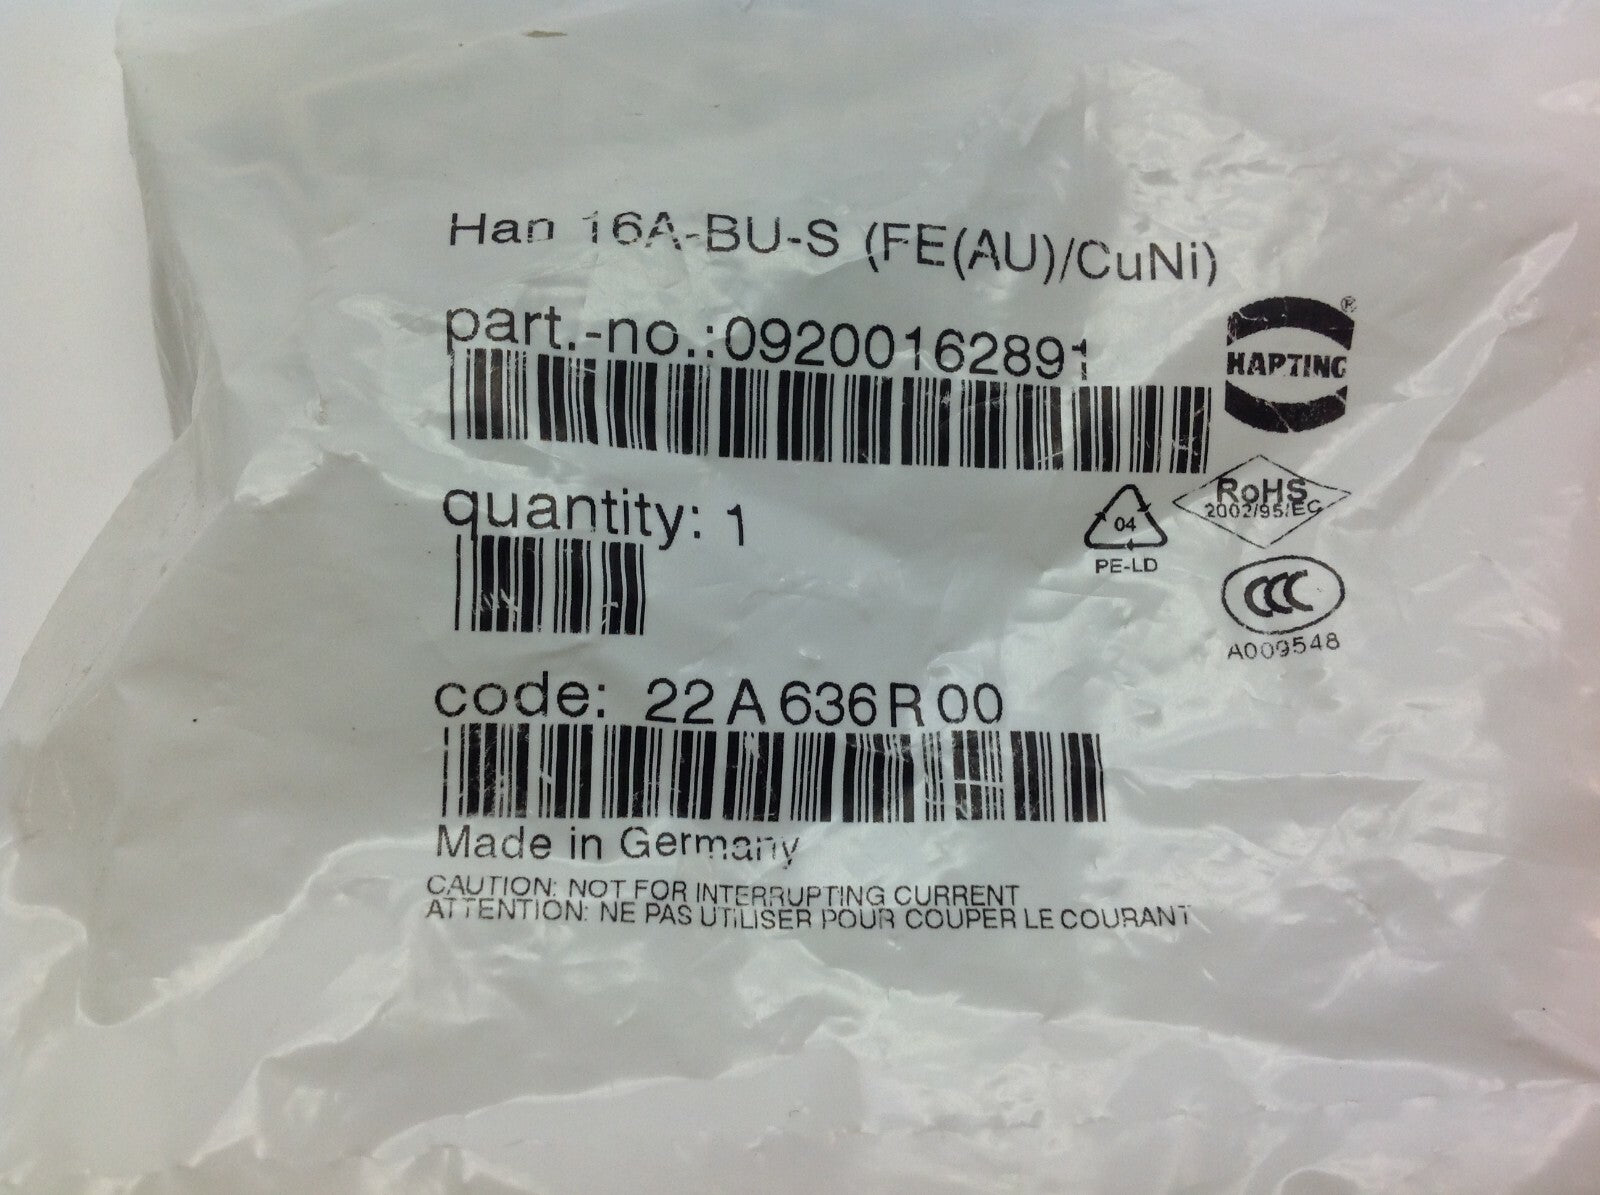 Han 16A-BU-S (FE(AU)/CuNi)
part.-no.:09200162891
HARTING ®
quantity: 1
04
PE-LD
RoHS
2002/95/EC
CCC
A009548
code: 22 A 636 R 00
Made in Germany
CAUTION: NOT FOR INTERRUPTING CURRENT
ATTENTION: NE PAS UTILISER POUR COUPER LE COURANT